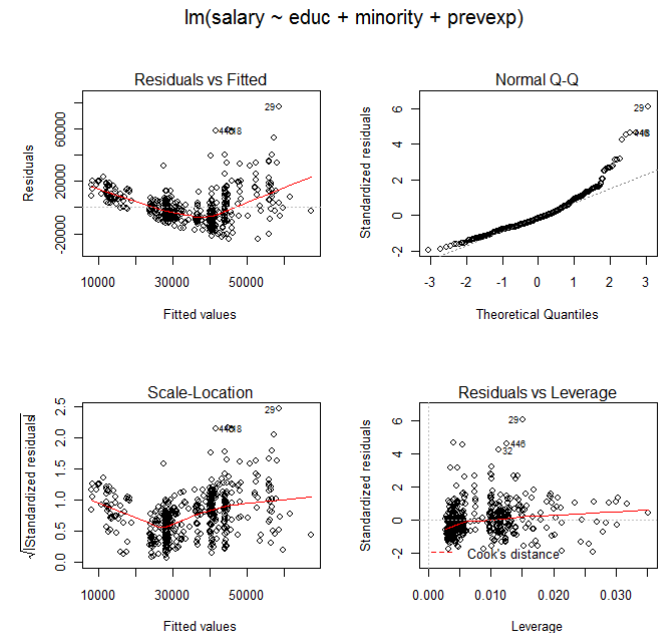 lm(salary ~ educ + minority + prevexp)
Residuals vs Fitted
Residuals
-20000
20000
60000
29
18
10000 30000 50000
Fitted values
Normal Q-Q
Standardized residuals
-2 0 2 4 6
29
-3 -2 -1 0 1 2 3
Theoretical Quantiles
Scale-Location
√|Standardized residuals|
0.0 0.5 1.0 1.5 2.0 2.5
29
18
10000 30000 50000
Fitted values
Residuals vs Leverage
Standardized residuals
-2 0 2 4 6
29
446
32
Cook's distance
0.000 0.010 0.020 0.030
Leverage